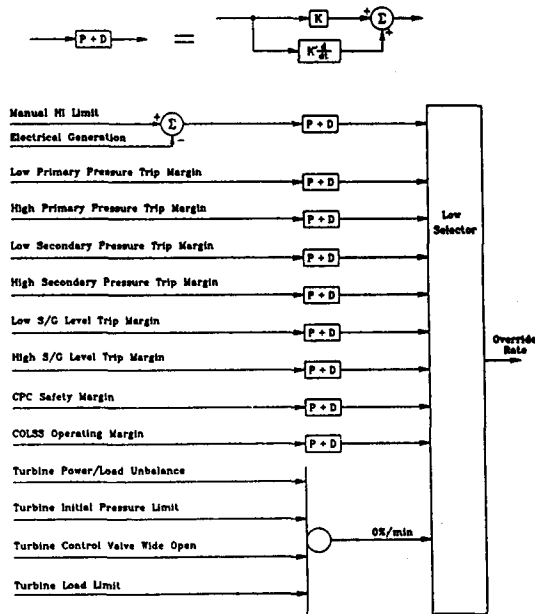 P + D
=
K
+
Σ
+
K' d/dt
Manual HI Limit
+
Σ
P + D
Electrical Generation
−
Low Primary Pressure Trip Margin
P + D
High Primary Pressure Trip Margin
P + D
Low Selector
Low Secondary Pressure Trip Margin
P + D
High Secondary Pressure Trip Margin
P + D
Low S/G Level Trip Margin
P + D
Override Rate
High S/G Level Trip Margin
P + D
CPC Safety Margin
P + D
COLSS Operating Margin
P + D
Turbine Power/Load Unbalance
Turbine Initial Pressure Limit
0%/min
Turbine Control Valve Wide Open
Turbine Load Limit